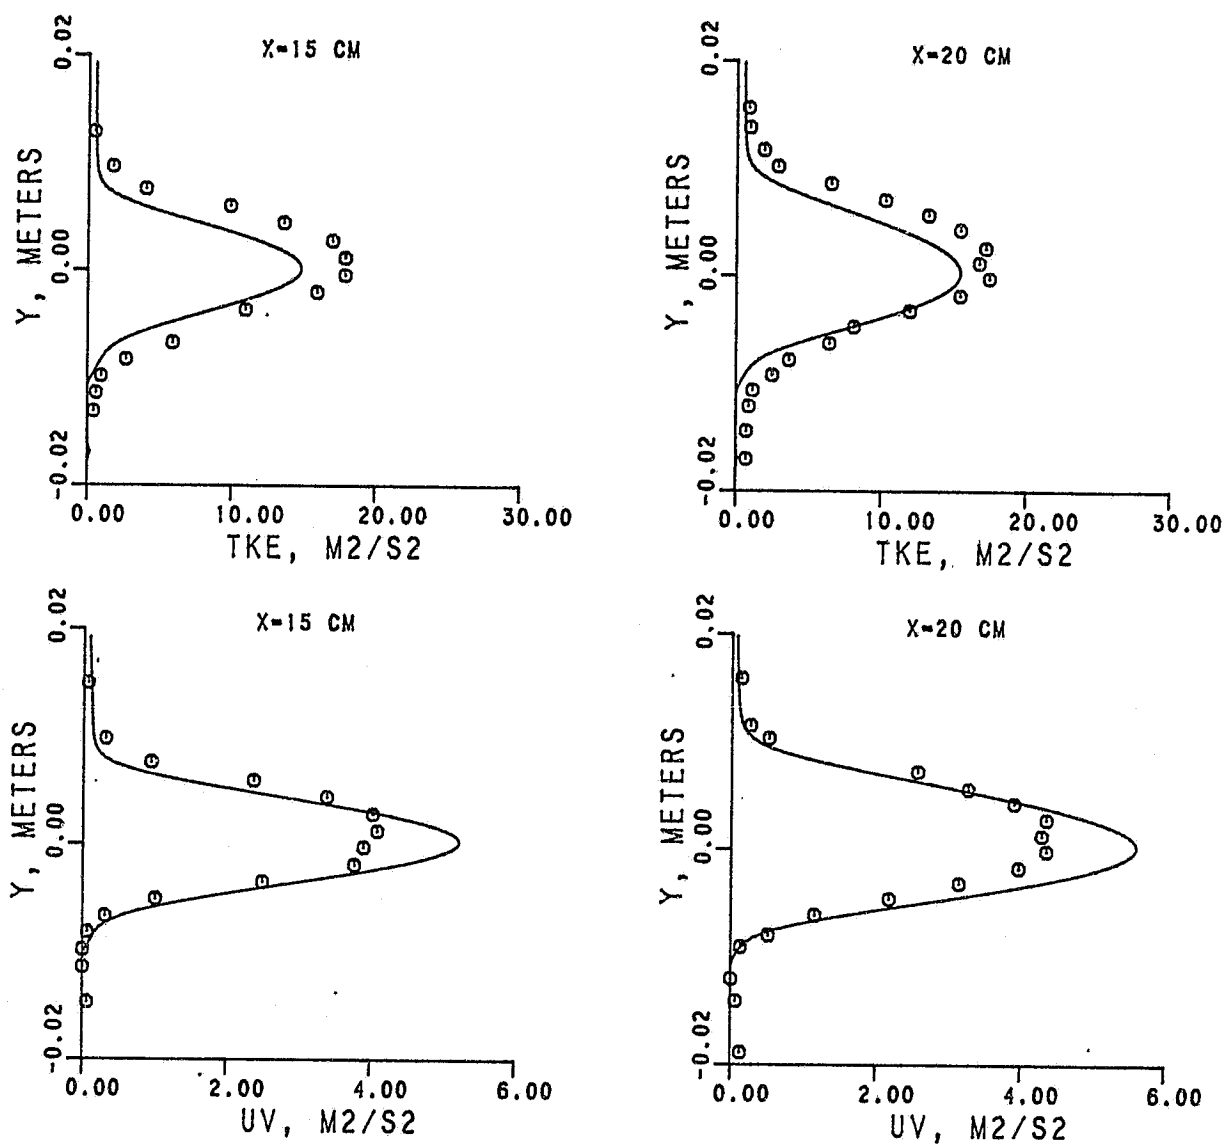 X=15 CM
0.02
0.00
-0.02
Y, METERS
0.00 10.00 20.00 30.00
TKE, M2/S2
X=20 CM
0.02
0.00
-0.02
Y, METERS
0.00 10.00 20.00 30.00
TKE, M2/S2
X=15 CM
0.02
0.00
-0.02
Y, METERS
0.00 2.00 4.00 6.00
UV, M2/S2
X=20 CM
0.02
0.00
-0.02
Y, METERS
0.00 2.00 4.00 6.00
UV, M2/S2